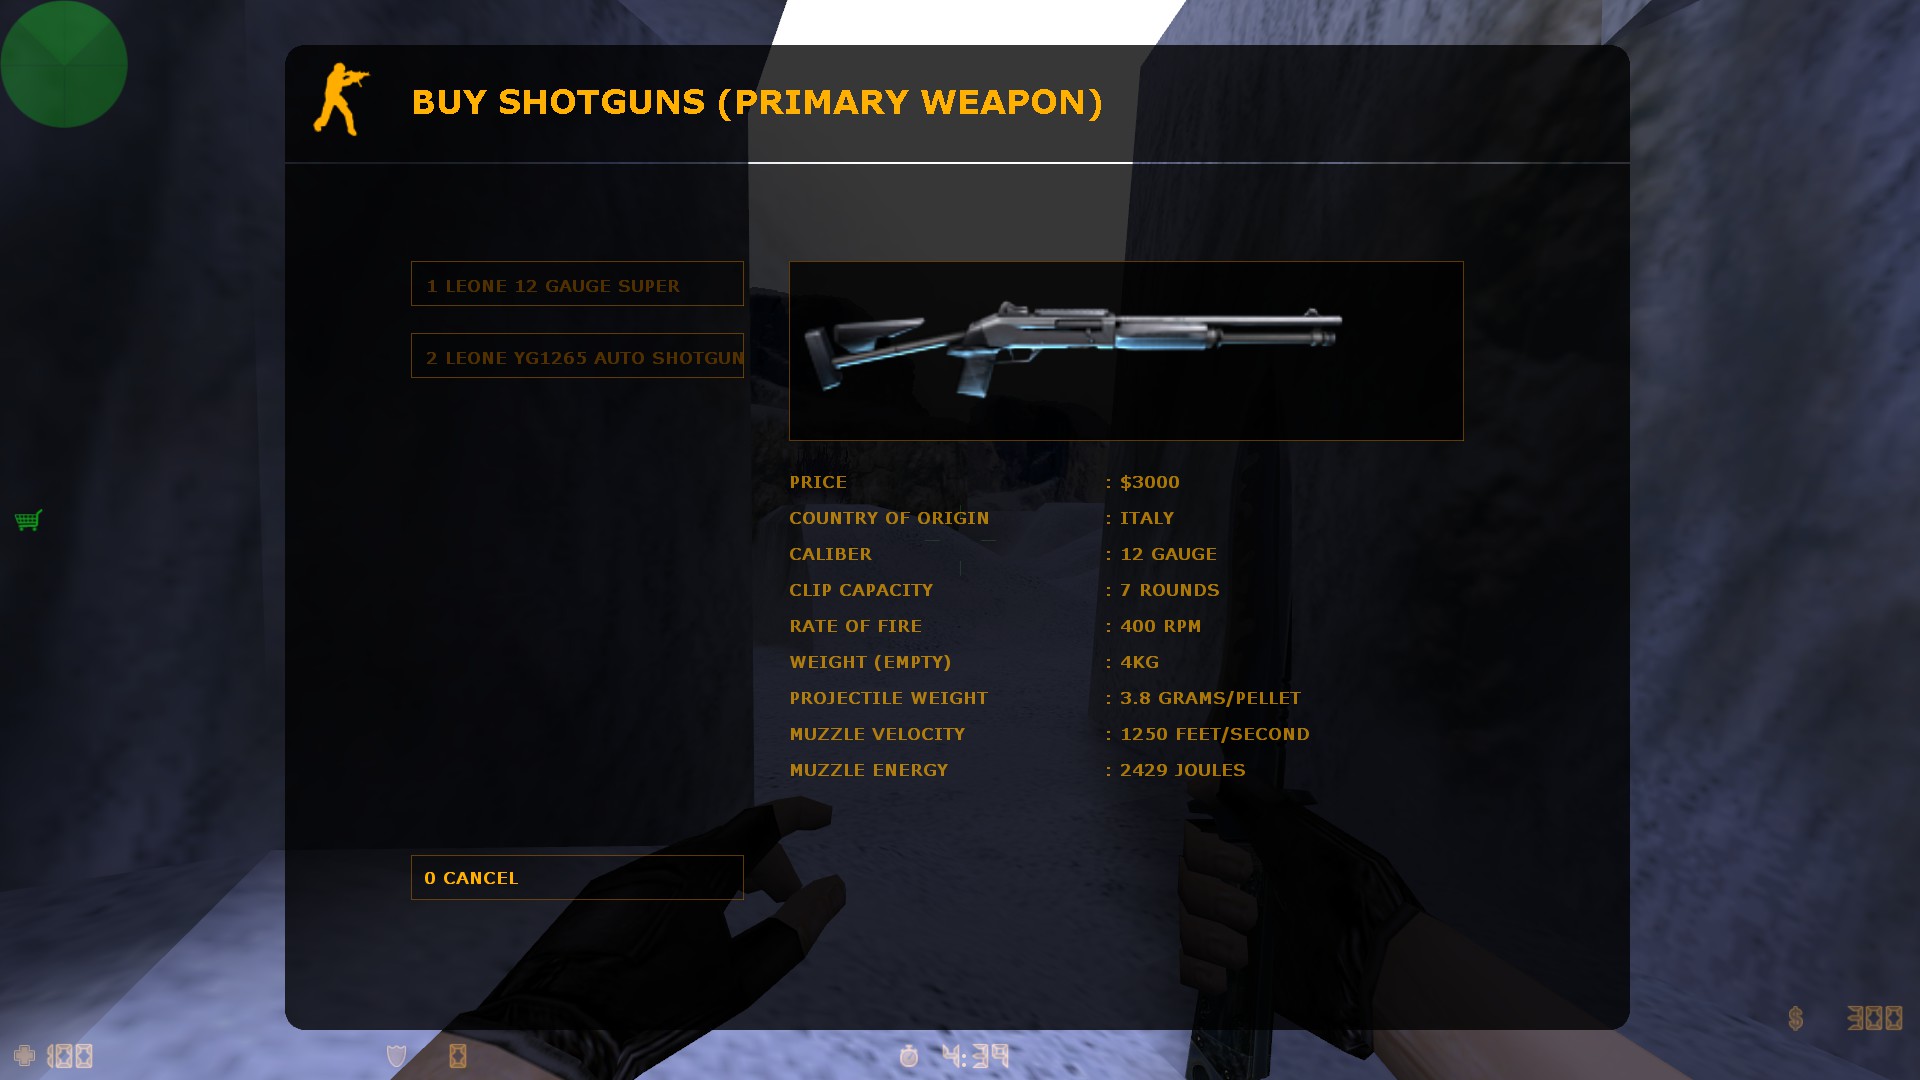 BUY SHOTGUNS (PRIMARY WEAPON)
1 LEONE 12 GAUGE SUPER
2 LEONE YG1265 AUTO SHOTGUN
PRICE : $3000
COUNTRY OF ORIGIN : ITALY
CALIBER : 12 GAUGE
CLIP CAPACITY : 7 ROUNDS
RATE OF FIRE : 400 RPM
WEIGHT (EMPTY) : 4KG
PROJECTILE WEIGHT : 3.8 GRAMS/PELLET
MUZZLE VELOCITY : 1250 FEET/SECOND
MUZZLE ENERGY : 2429 JOULES
0 CANCEL
$ 300
100 0 4:39